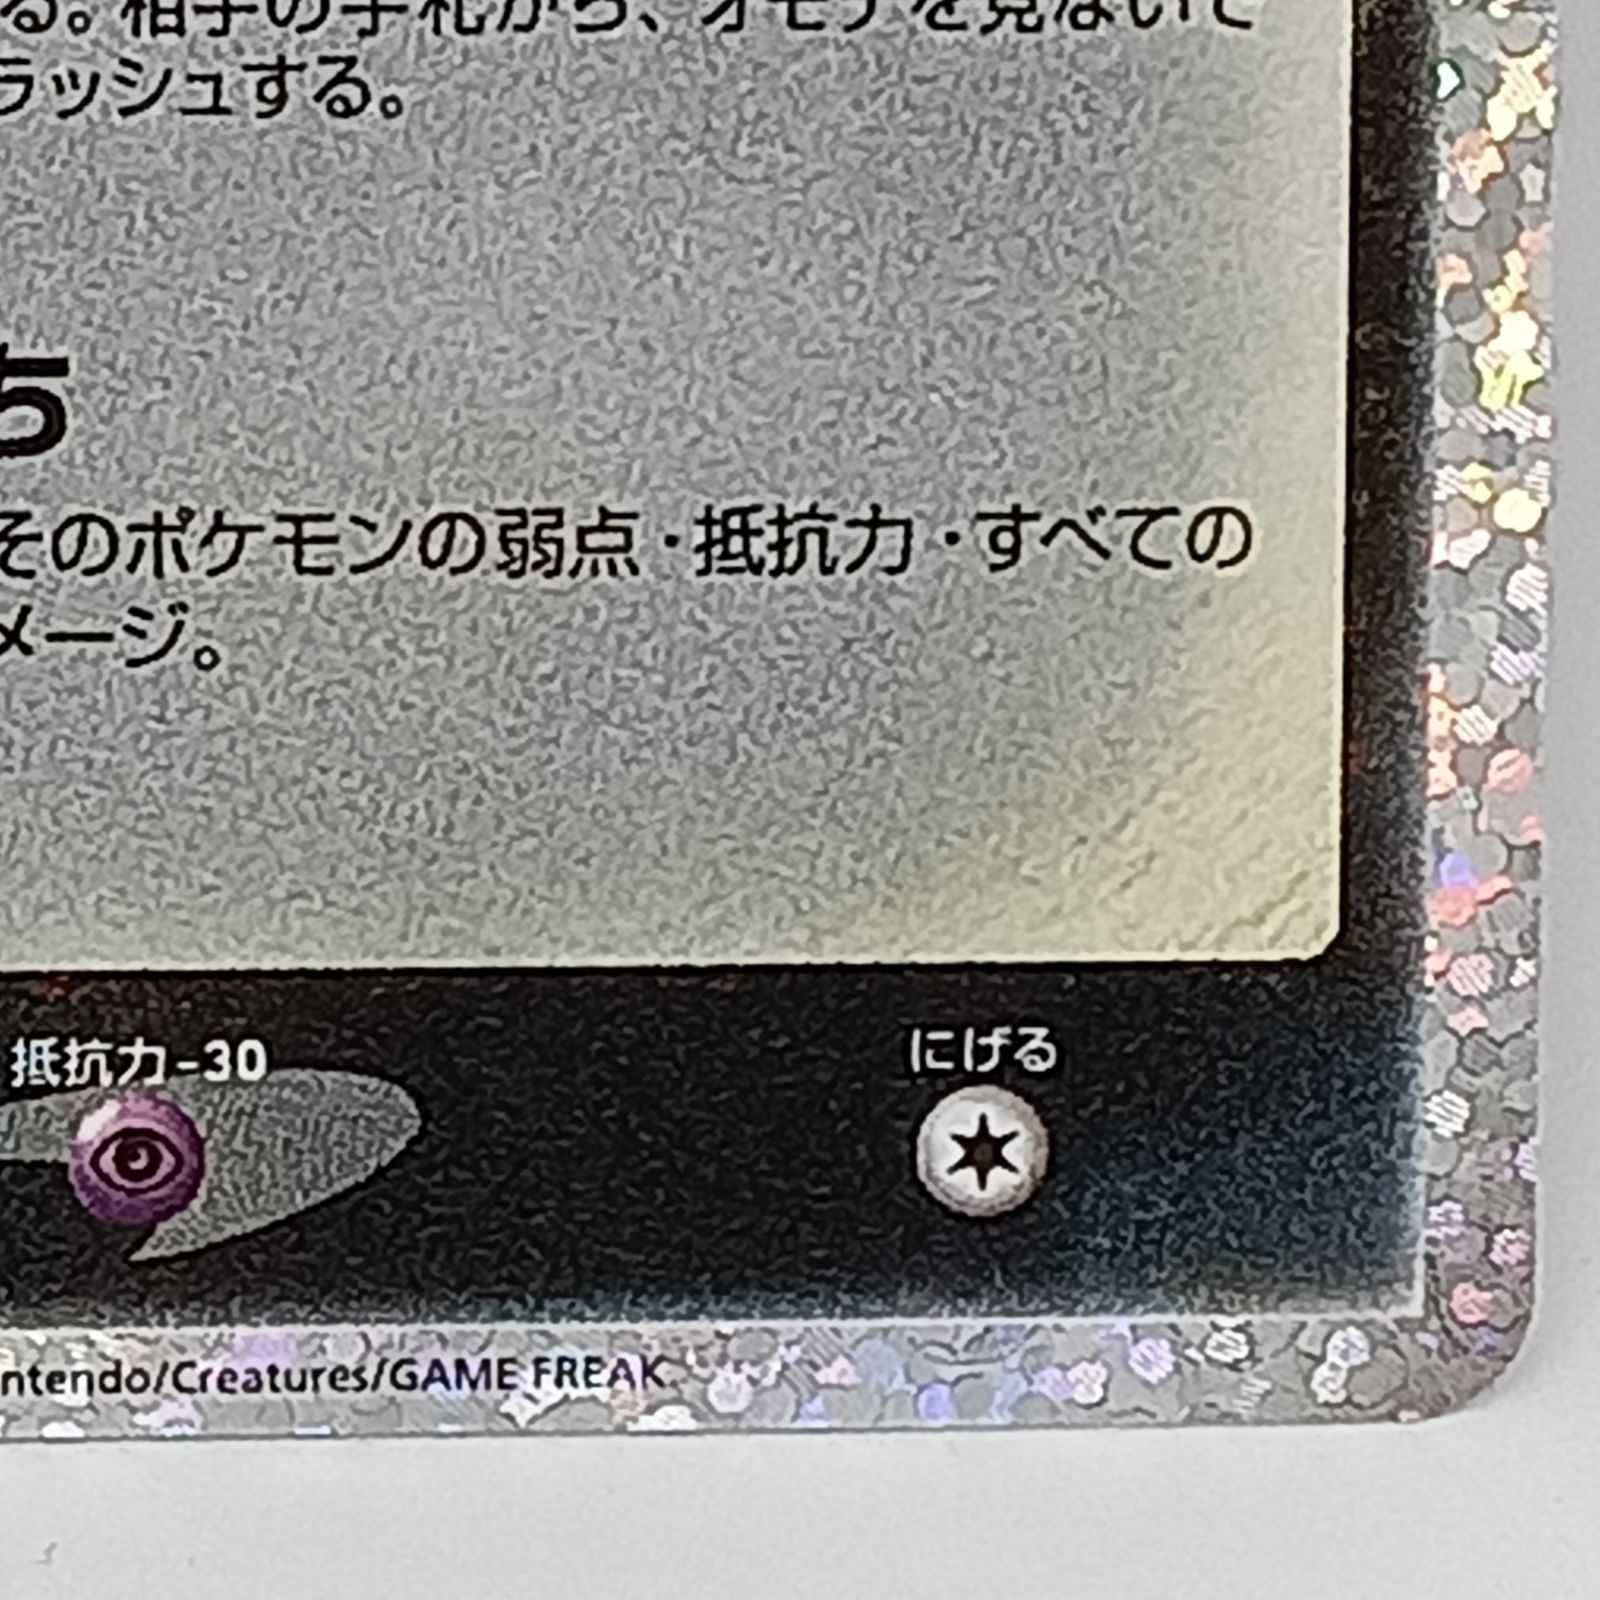 る。相手の手札から、オモテを見ないで
ラッシュする。
ち
そのポケモンの弱点・抵抗力・すべての
メージ。
抵抗力-30
にげる
ntendo/Creatures/GAME FREAK.